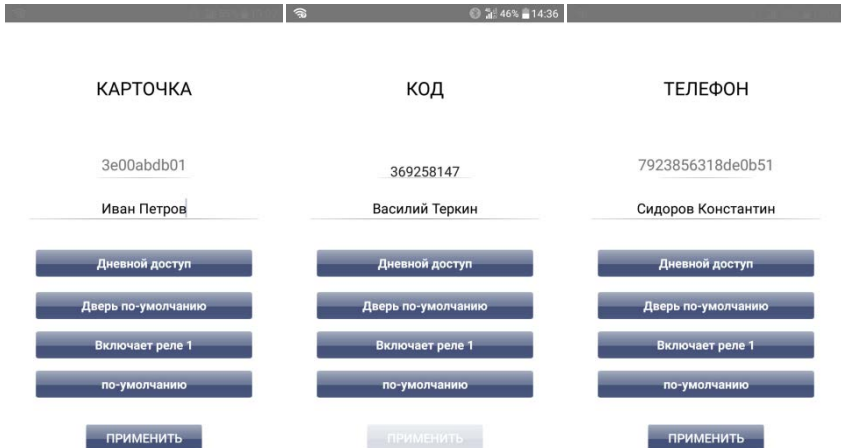 46% 14:36
КАРТОЧКА
3e00abdb01
Иван Петров
Дневной доступ
Дверь по-умолчанию
Включает реле 1
по-умолчанию
ПРИМЕНИТЬ
КОД
369258147
Василий Теркин
Дневной доступ
Дверь по-умолчанию
Включает реле 1
по-умолчанию
ПРИМЕНИТЬ
ТЕЛЕФОН
7923856318de0b51
Сидоров Константин
Дневной доступ
Дверь по-умолчанию
Включает реле 1
по-умолчанию
ПРИМЕНИТЬ